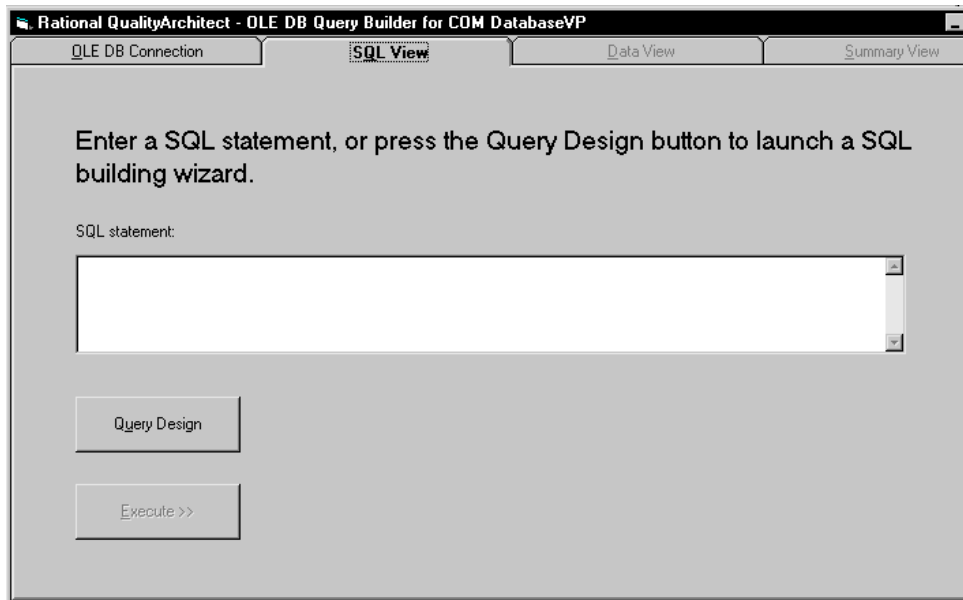 Rational QualityArchitect - OLE DB Query Builder for COM DatabaseVP
OLE DB Connection SQL View Data View Summary View
Enter a SQL statement, or press the Query Design button to launch a SQL
building wizard.
SQL statement:
Query Design
Execute >>